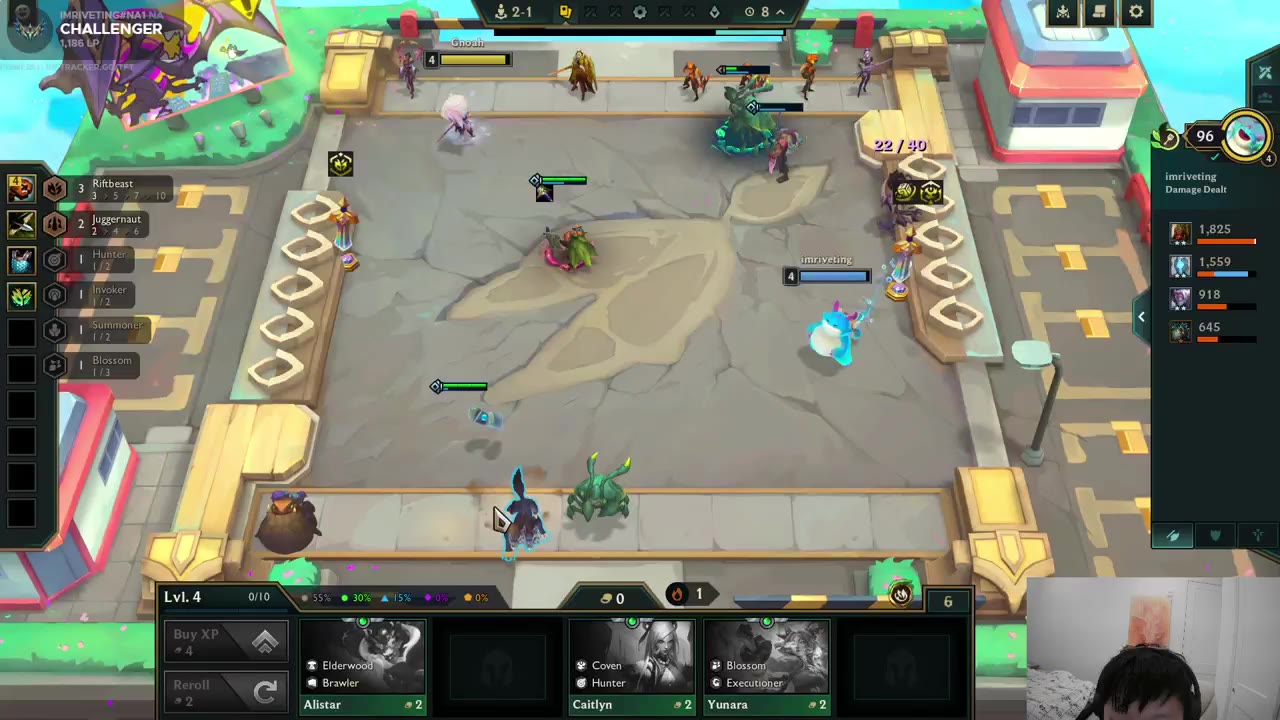 IMRIVETING#NA1 NA
CHALLENGER
1,186 LP
2-1
8
Gnoah
4
22 / 40
96
4
imriveting
Damage Dealt
1,825
1,559
918
645
3 Riftbeast
3 > 5 > 7 > 10
2 Juggernaut
2 > 4 > 6
1 Hunter
1 / 2
1 Invoker
1 / 2
1 Summoner
1 / 2
1 Blossom
1 / 3
imriveting
4
Lvl. 4
0/10
55%
30%
15%
0%
0%
0
1
6
Buy XP
4
Reroll
2
Elderwood
Brawler
Alistar
2
Coven
Hunter
Caitlyn
2
Blossom
Executioner
Yunara
2